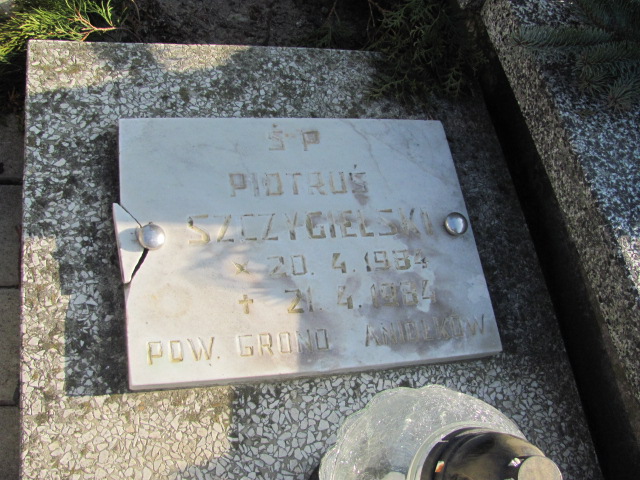 Ś P
PIOTRUŚ
SZCZYGIELSKI
× 20. 4. 1984
+ 21. 4. 1984
POW. GRONO ANIOŁKÓW